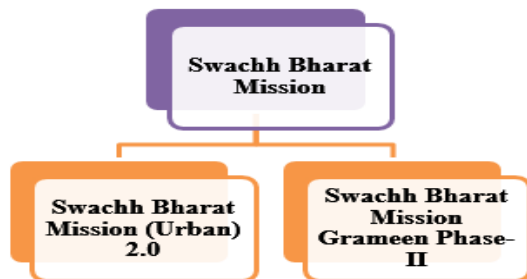 Swachh Bharat
Mission
Swachh Bharat
Mission (Urban)
2.0
Swachh Bharat
Mission
Grameen Phase-
II